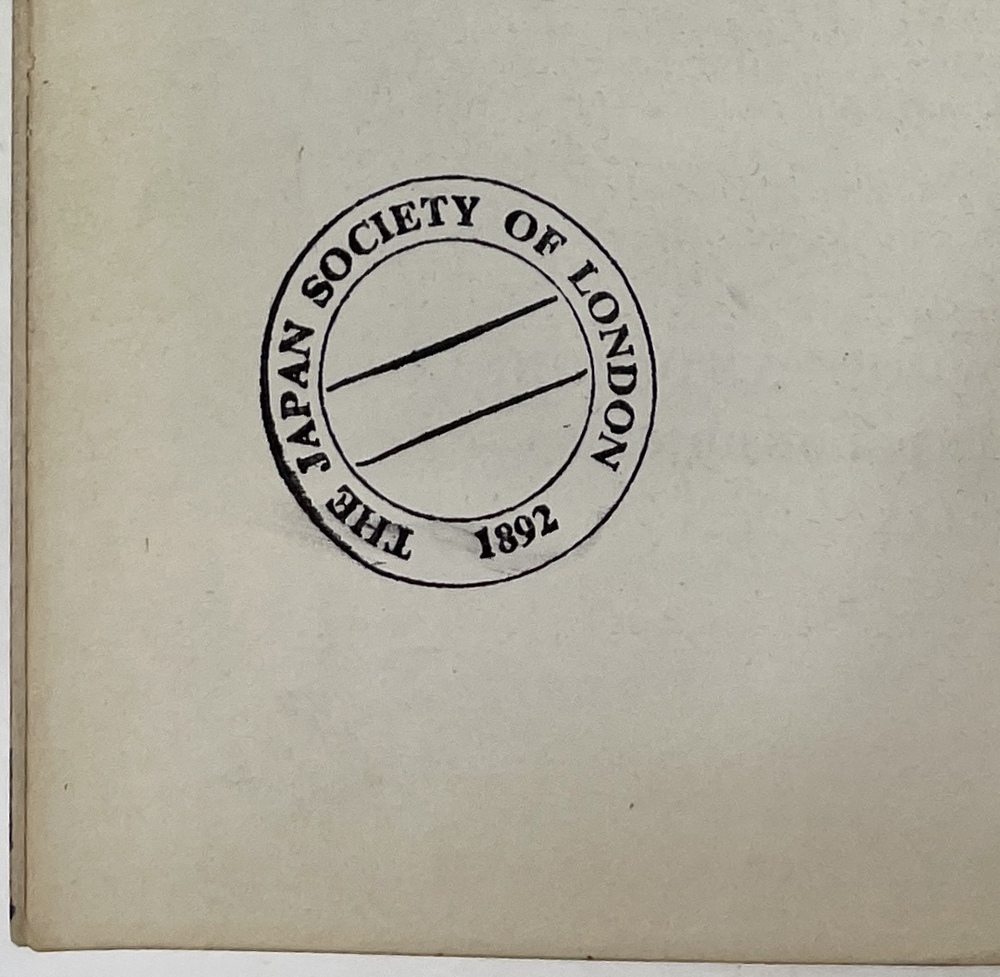 THE JAPAN SOCIETY OF LONDON
1892